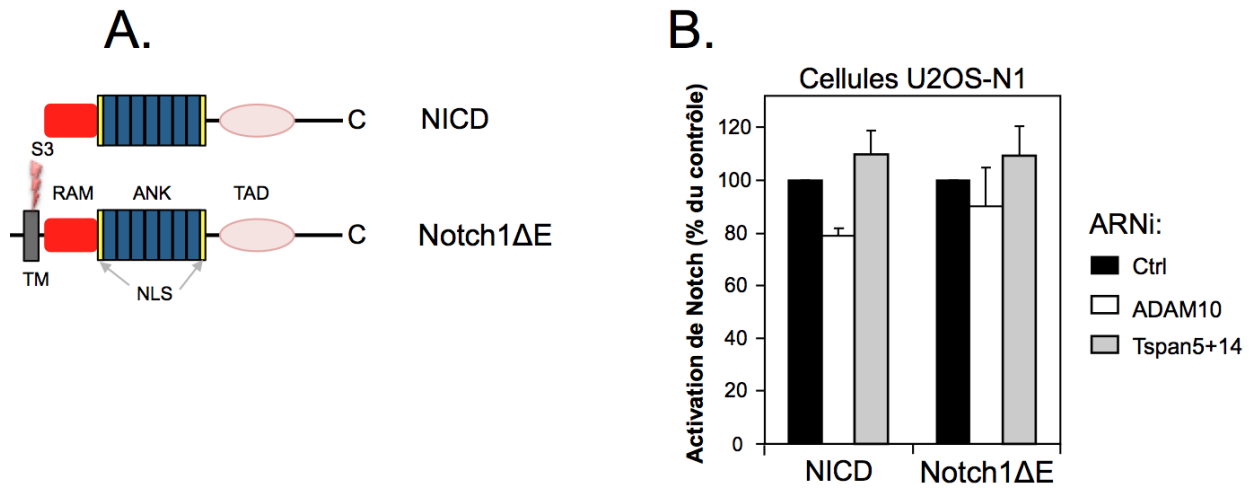 A.
C
NICD
S3
RAM
ANK
TAD
C
Notch1ΔE
TM
NLS
B.
Cellules U2OS-N1
Activation de Notch (% du contrôle)
120
100
80
60
40
20
0
NICD
Notch1ΔE
ARNi:
Ctrl
ADAM10
Tspan5+14